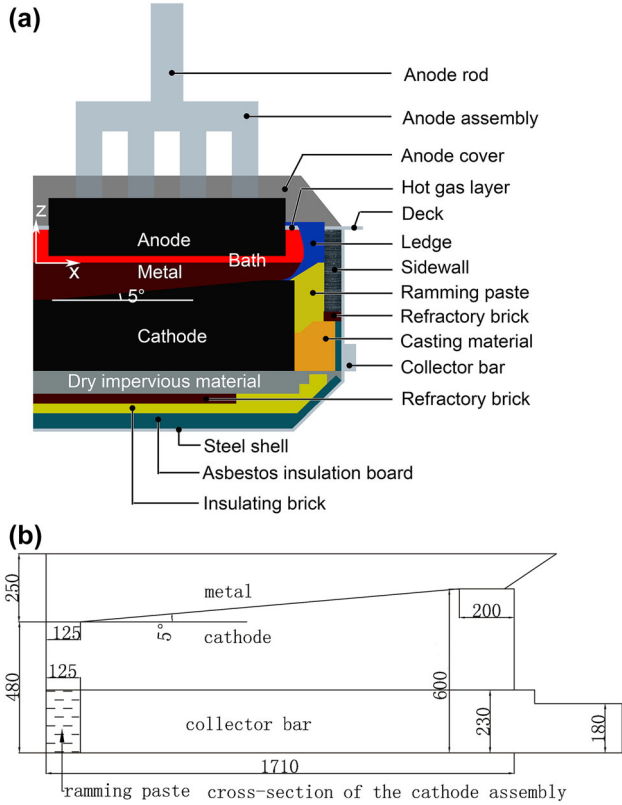 (a)
Anode rod
Anode assembly
Anode cover
Hot gas layer
Deck
Z
Ledge
Anode
Bath
Sidewall
X
Metal
Ramming paste
5°
Refractory brick
Cathode
Casting material
Collector bar
Dry impervious material
Refractory brick
Steel shell
Asbestos insulation board
Insulating brick
(b)
250
metal
200
125
5°
cathode
480
125
600
collector bar
230
180
1710
ramming paste cross-section of the cathode assembly